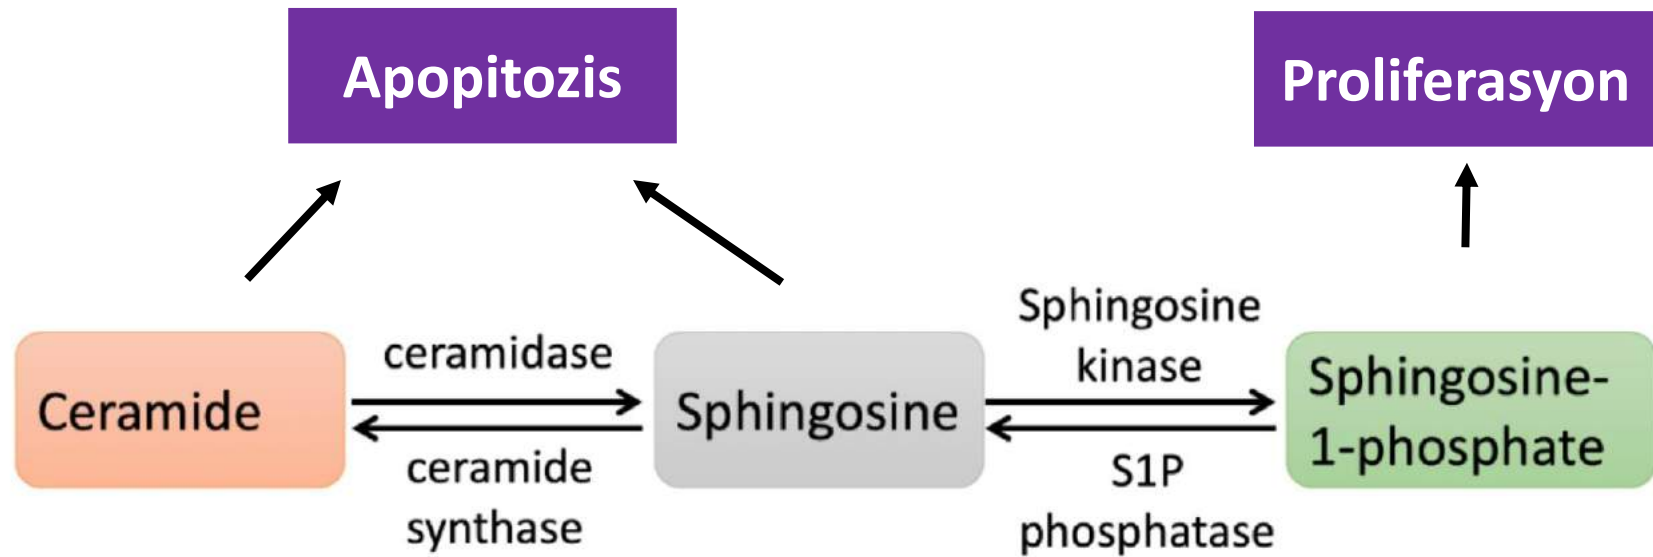 Apopitozis
Proliferasyon
Ceramide
ceramidase
ceramide
synthase
Sphingosine
Sphingosine
kinase
S1P
phosphatase
Sphingosine-
1-phosphate